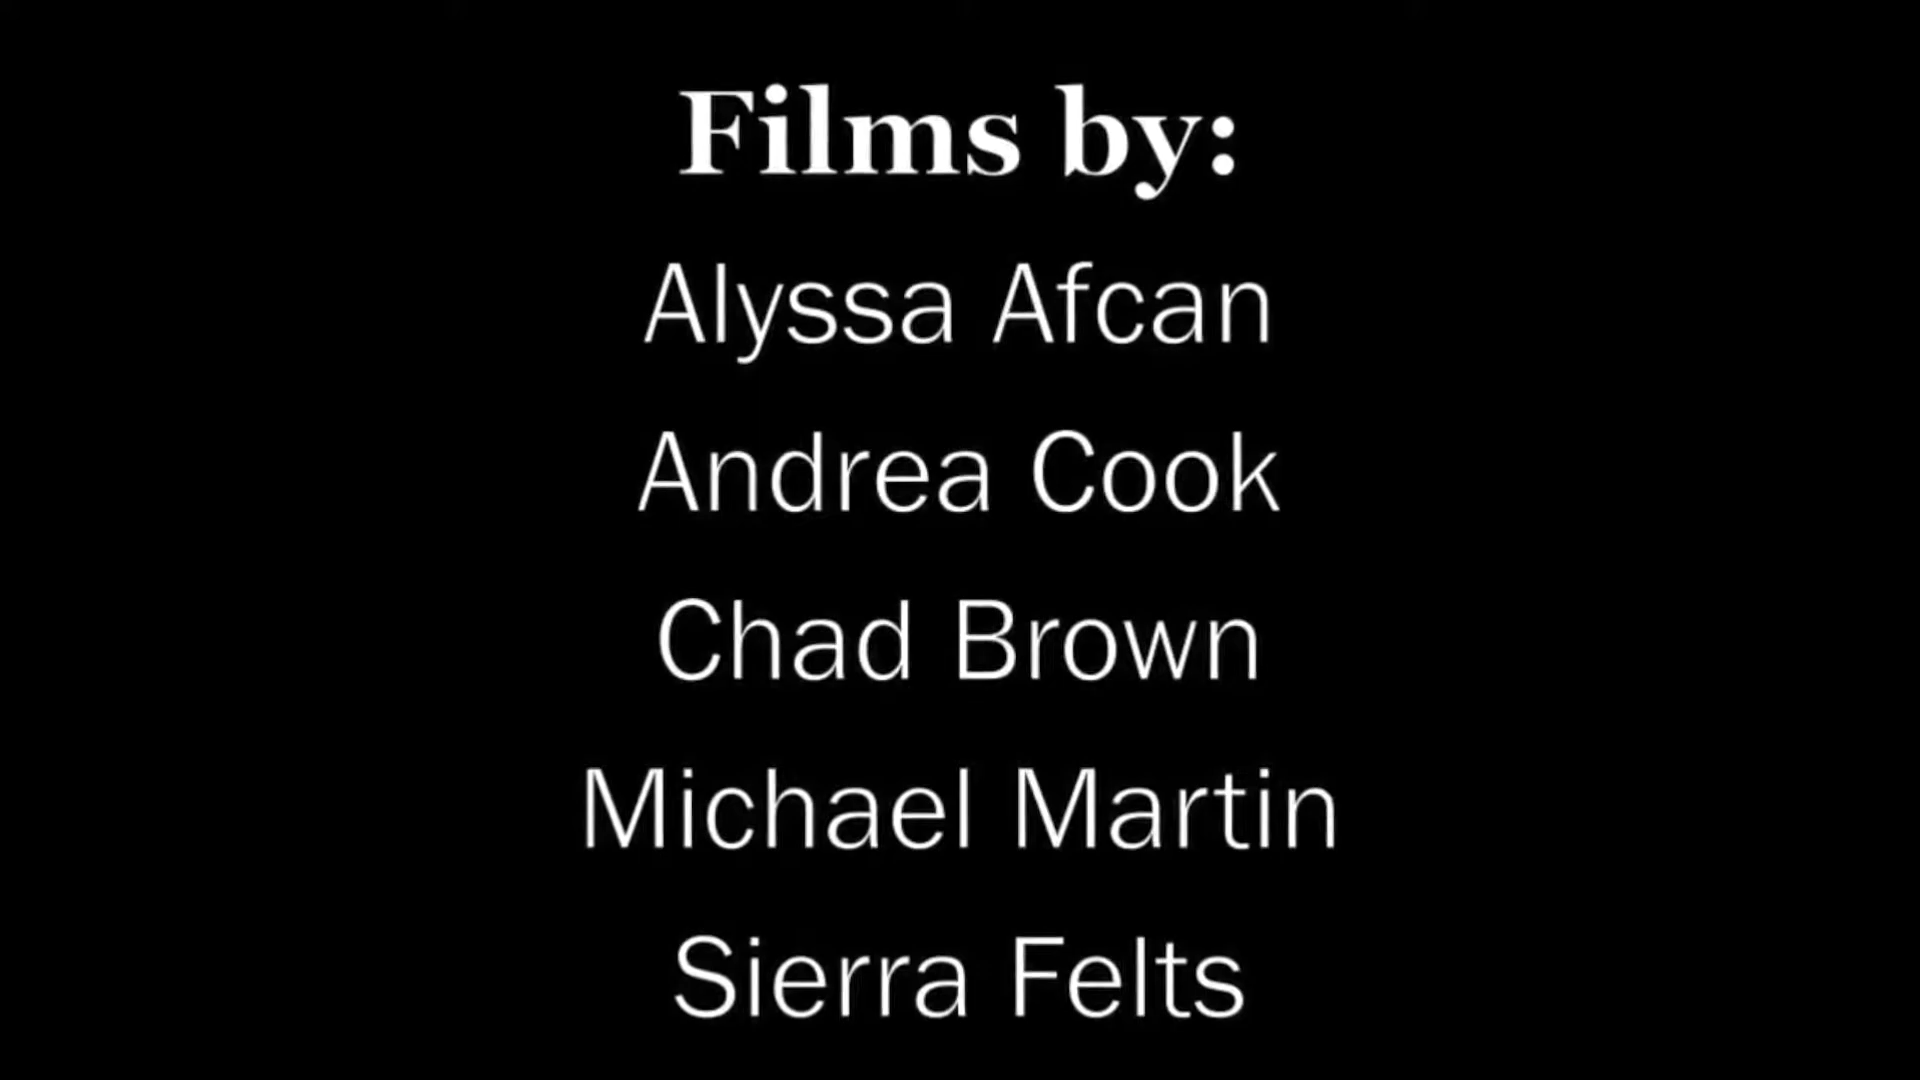 Films by:
Alyssa Afcan
Andrea Cook
Chad Brown
Michael Martin
Sierra Felts